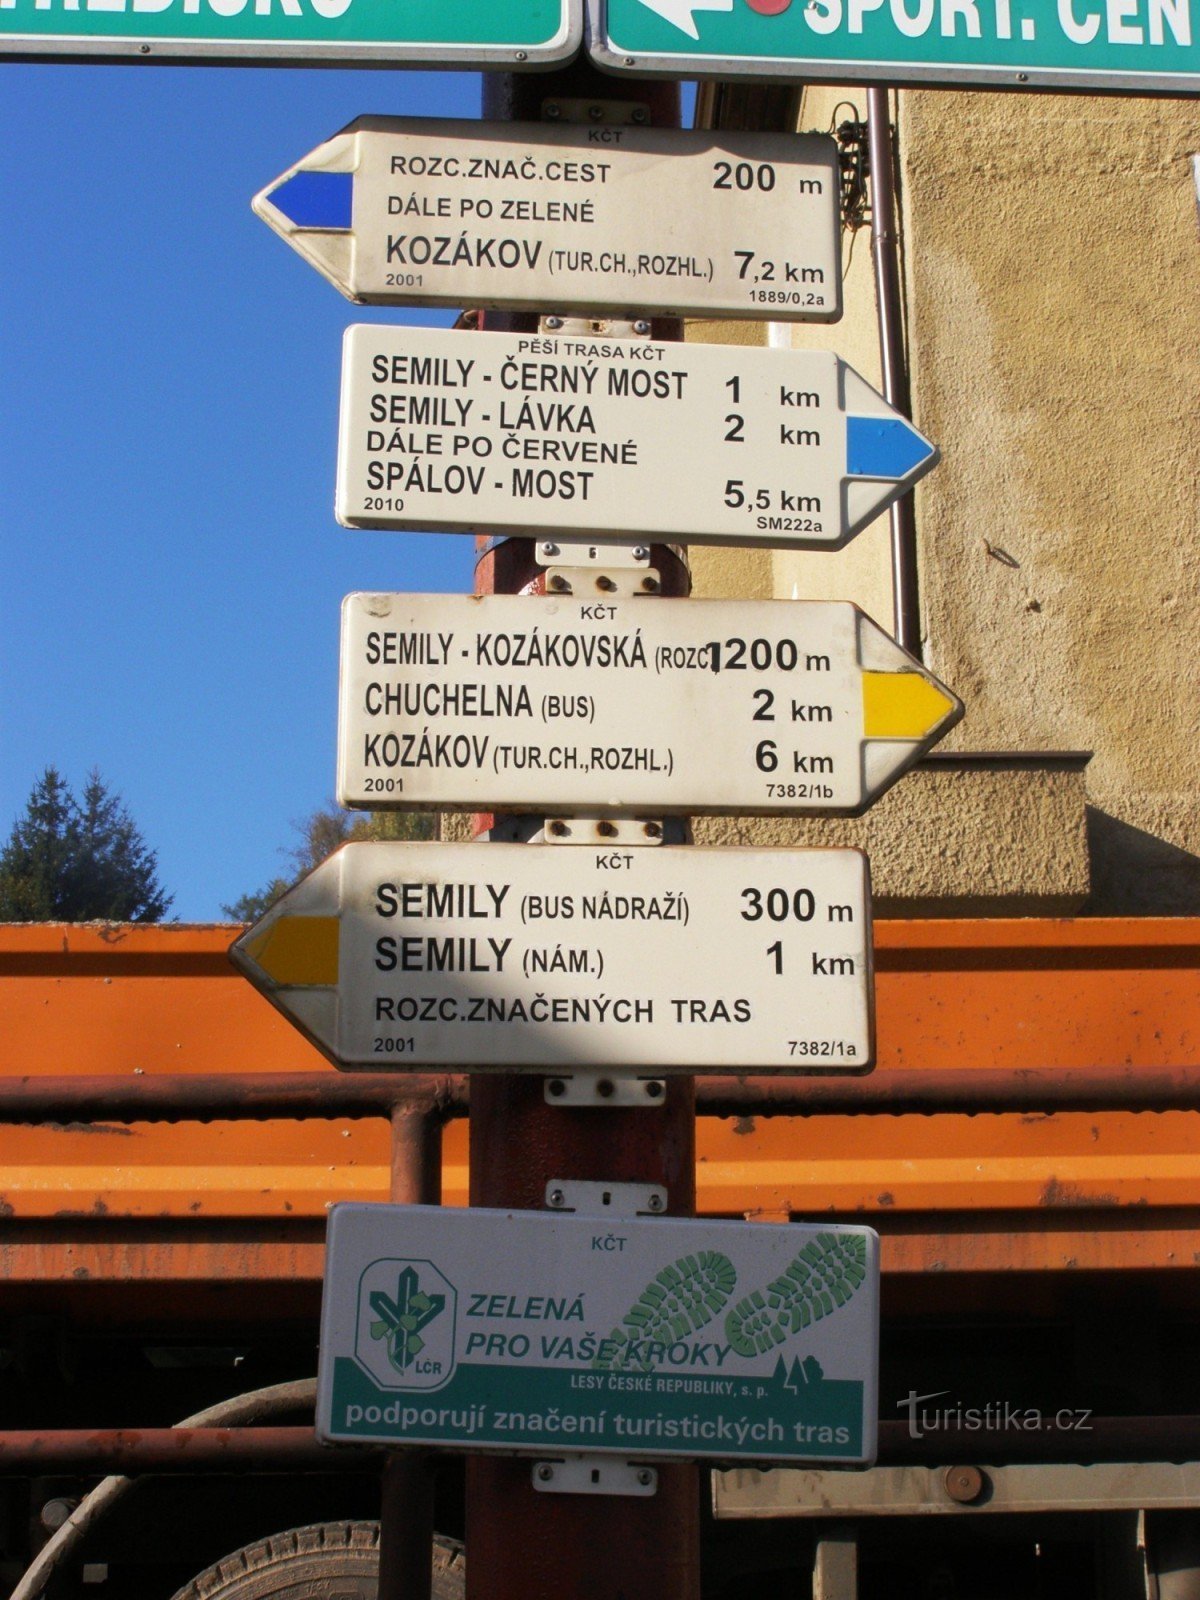 SPORT. CEN
KČT
ROZC.ZNAČ.CEST 200 m
DÁLE PO ZELENÉ
KOZÁKOV (TUR.CH.,ROZHL.) 7,2 km
2001 1889/0,2a
PĚŠÍ TRASA KČT
SEMILY - ČERNÝ MOST 1 km
SEMILY - LÁVKA 2 km
DÁLE PO ČERVENÉ
SPÁLOV - MOST 5,5 km
2010 SM222a
KČT
SEMILY - KOZÁKOVSKÁ (ROZC.) 1200 m
CHUCHELNA (BUS) 2 km
KOZÁKOV (TUR.CH.,ROZHL.) 6 km
2001 7382/1b
KČT
SEMILY (BUS NÁDRAŽÍ) 300 m
SEMILY (NÁM.) 1 km
ROZC.ZNAČENÝCH TRAS
2001 7382/1a
KČT
ZELENÁ
PRO VAŠE KROKY
LČR
LESY ČESKÉ REPUBLIKY, s. p.
podporují značení turistických tras
Turistika.cz